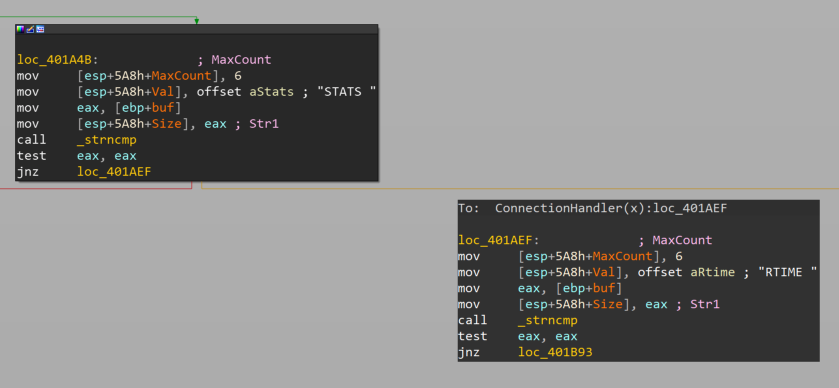 loc_401A4B: ; MaxCount
mov [esp+5A8h+MaxCount], 6
mov [esp+5A8h+Val], offset aStats ; "STATS "
mov eax, [ebp+buf]
mov [esp+5A8h+Size], eax ; Str1
call _strncmp
test eax, eax
jnz loc_401AEF
To: ConnectionHandler(x):loc_401AEF
loc_401AEF: ; MaxCount
mov [esp+5A8h+MaxCount], 6
mov [esp+5A8h+Val], offset aRtime ; "RTIME "
mov eax, [ebp+buf]
mov [esp+5A8h+Size], eax ; Str1
call _strncmp
test eax, eax
jnz loc_401B93